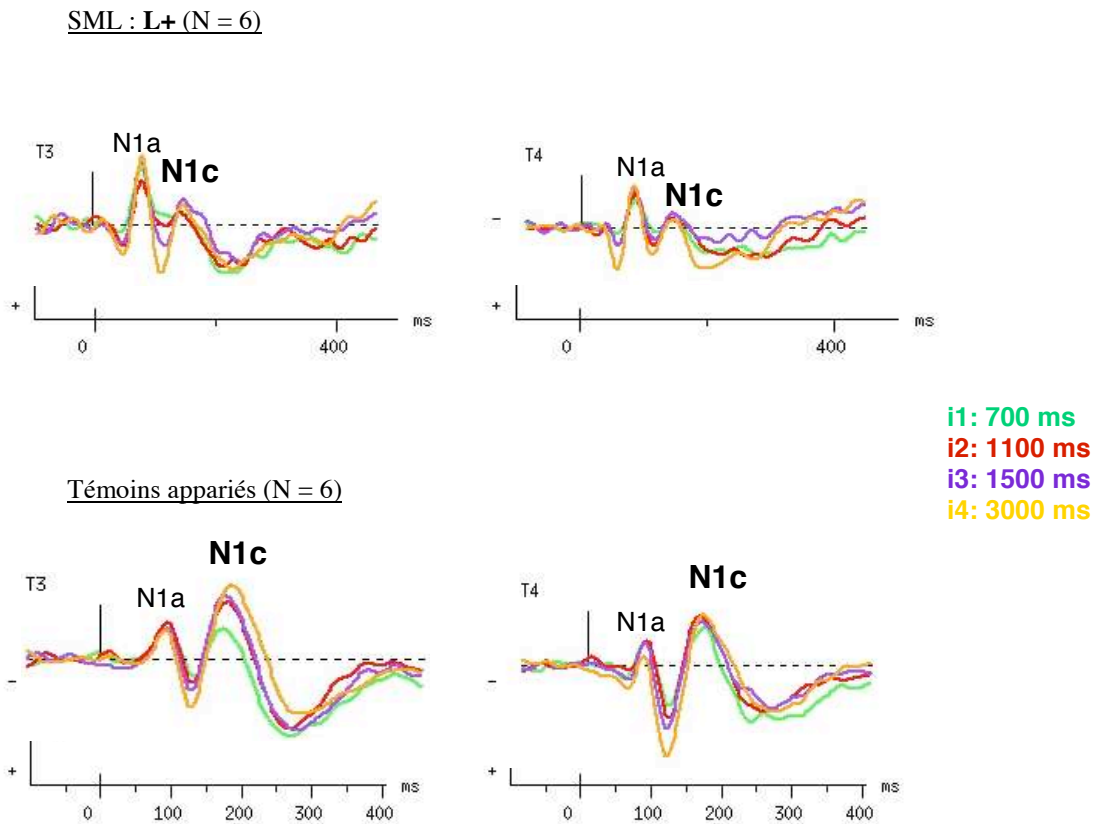 SML : L+ (N = 6)
T3
N1a
N1c
T4
N1a
N1c
-
+
ms
0
400
+
ms
0
400
i1: 700 ms
i2: 1100 ms
i3: 1500 ms
i4: 3000 ms
Témoins appariés (N = 6)
T3
N1a
N1c
T4
N1a
N1c
-
-
+
ms
0 100 200 300 400
+
ms
0 100 200 300 400